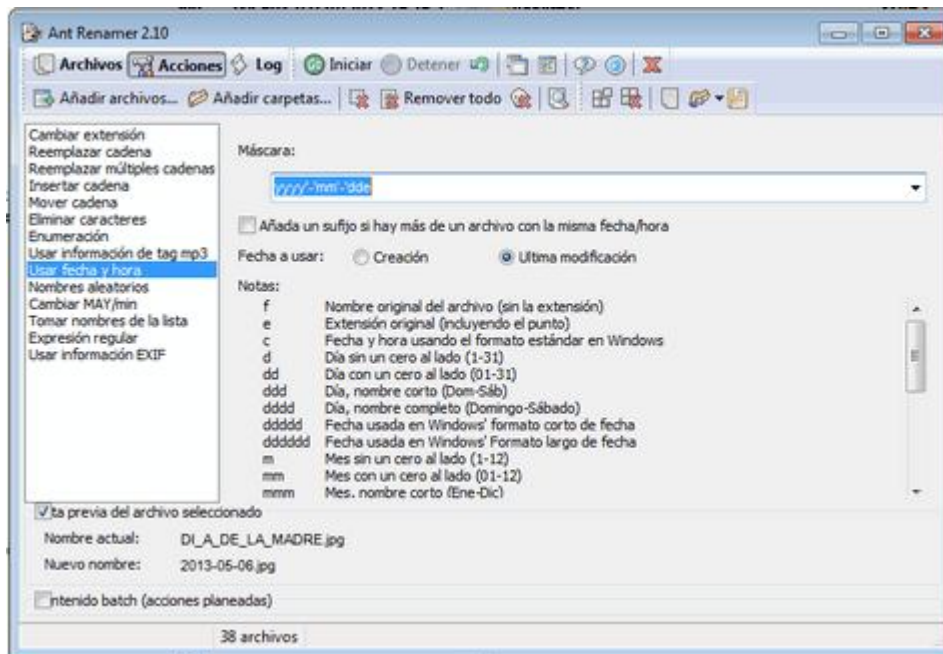 Ant Renamer 2.10
Archivos Acciones Log Iniciar Detener
Añadir archivos... Añadir carpetas... Remover todo
Cambiar extensión
Reemplazar cadena
Reemplazar múltiples cadenas
Insertar cadena
Mover cadena
Eliminar caracteres
Enumeración
Usar información de tag mp3
Usar fecha y hora
Nombres aleatorios
Cambiar MAY/min
Tomar nombres de la lista
Expresión regular
Usar información EXIF
Máscara:
yyyy'-'mm'-'dde
Añada un sufijo si hay más de un archivo con la misma fecha/hora
Fecha a usar: Creación Ultima modificación
Notas:
f Nombre original del archivo (sin la extensión)
e Extensión original (incluyendo el punto)
c Fecha y hora usando el formato estándar en Windows
d Día sin un cero al lado (1-31)
dd Día con un cero al lado (01-31)
ddd Día, nombre corto (Dom-Sáb)
dddd Día, nombre completo (Domingo-Sábado)
ddddd Fecha usada en Windows' formato corto de fecha
dddddd Fecha usada en Windows' Formato largo de fecha
m Mes sin un cero al lado (1-12)
mm Mes con un cero al lado (01-12)
mmm Mes, nombre corto (Ene-Dic)
ta previa del archivo seleccionado
Nombre actual: DI_A_DE_LA_MADRE.jpg
Nuevo nombre: 2013-05-06.jpg
ntenido batch (acciones planeadas)
38 archivos